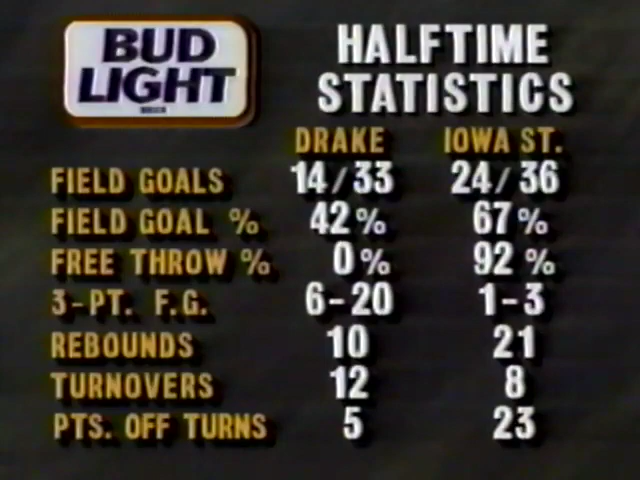 BUD
LIGHT
HALFTIME
STATISTICS
DRAKE IOWA ST.
FIELD GOALS 14/33 24/36
FIELD GOAL % 42% 67%
FREE THROW % 0% 92%
3-PT. F.G. 6-20 1-3
REBOUNDS 10 21
TURNOVERS 12 8
PTS. OFF TURNS 5 23